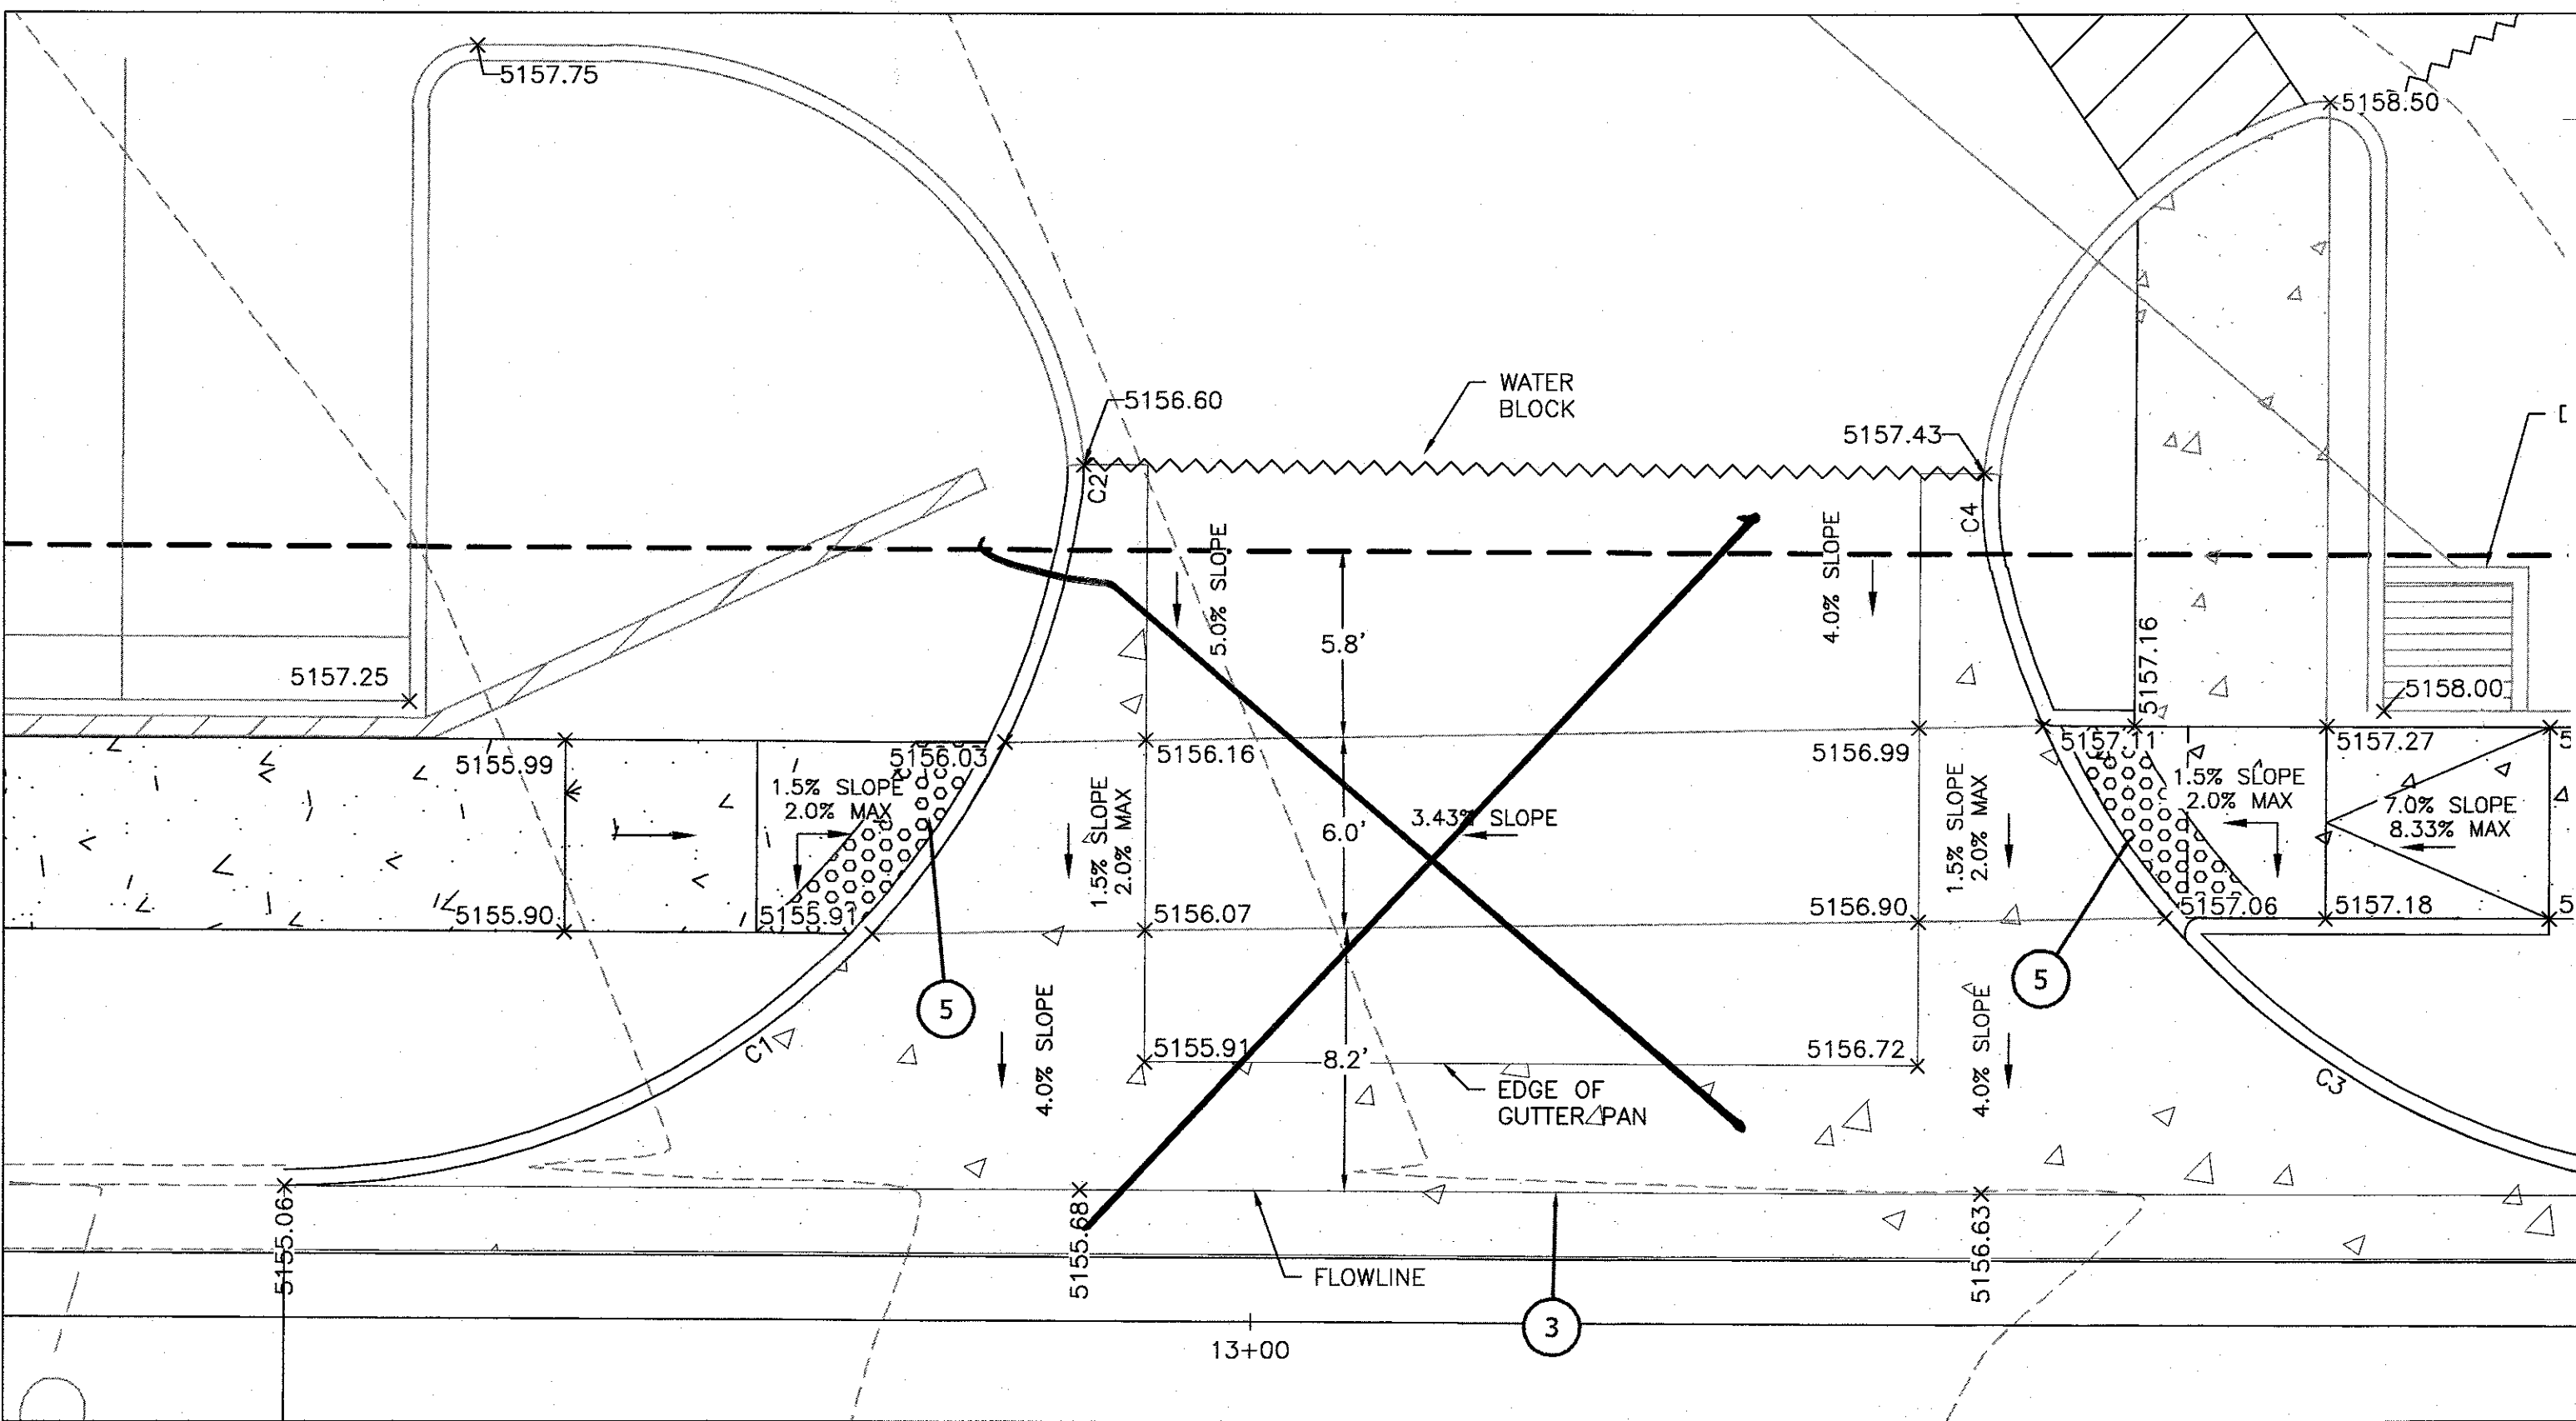 5157.75
5158.50
5156.60
WATER
BLOCK
5157.43
C2
C4
5.0% SLOPE
4.0% SLOPE
5.8'
5157.16
5157.25
5158.00
5155.99
5156.03
5156.16
5156.99
5157.11
5157.27
1.5% SLOPE
2.0% MAX
1.5% SLOPE
2.0% MAX
3.43% SLOPE
6.0'
1.5% SLOPE
2.0% MAX
1.5% SLOPE
2.0% MAX
7.0% SLOPE
8.33% MAX
5155.90
5155.91
5156.07
5156.90
5157.06
5157.18
5
5
C1
4.0% SLOPE
5155.91
8.2'
5156.72
4.0% SLOPE
C3
EDGE OF
GUTTER PAN
5155.06
5155.68
5156.63
FLOWLINE
3
13+00